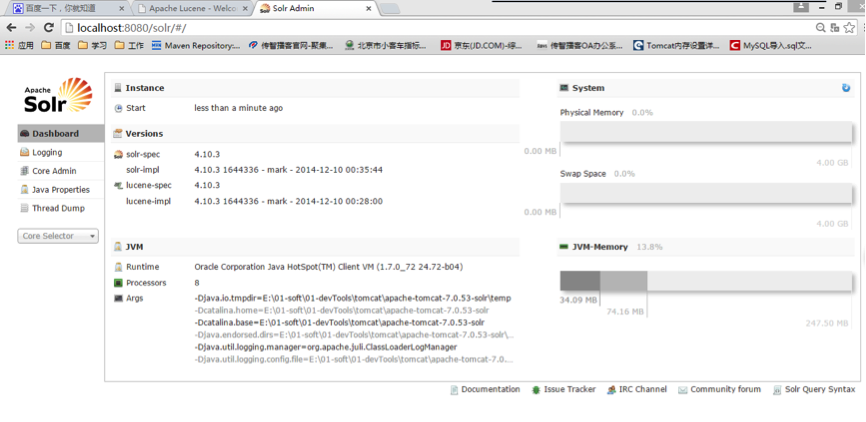 百度一下，你就知道
Apache Lucene - Welco
Solr Admin
localhost:8080/solr/#/
应用
百度
学习
工作
Maven Repository:...
传智播客官网-聚集...
北京市小客车指标...
京东(JD.COM)-综...
传智播客OA办公系...
Tomcat内存设置详...
MySQL导入.sql文...
Apache
Solr
Dashboard
Logging
Core Admin
Java Properties
Thread Dump
Core Selector
Instance
Start less than a minute ago
Versions
solr-spec 4.10.3
solr-impl 4.10.3 1644336 - mark - 2014-12-10 00:35:44
lucene-spec 4.10.3
lucene-impl 4.10.3 1644336 - mark - 2014-12-10 00:28:00
JVM
Runtime Oracle Corporation Java HotSpot(TM) Client VM (1.7.0_72 24.72-b04)
Processors 8
Args -Djava.io.tmpdir=E:\01-soft\01-devTools\tomcat\apache-tomcat-7.0.53-solr\temp
-Dcatalina.home=E:\01-soft\01-devTools\tomcat\apache-tomcat-7.0.53-solr
-Dcatalina.base=E:\01-soft\01-devTools\tomcat\apache-tomcat-7.0.53-solr
-Djava.endorsed.dirs=E:\01-soft\01-devTools\tomcat\apache-tomcat-7.0.53-solr\...
-Djava.util.logging.manager=org.apache.juli.ClassLoaderLogManager
-Djava.util.logging.config.file=E:\01-soft\01-devTools\tomcat\apache-tomcat-7.0....
System
Physical Memory 0.0%
0.00 MB
4.00 GB
Swap Space 0.0%
0.00 MB
4.00 GB
JVM-Memory 13.8%
34.09 MB
74.16 MB
247.50 MB
Documentation
Issue Tracker
IRC Channel
Community forum
Solr Query Syntax